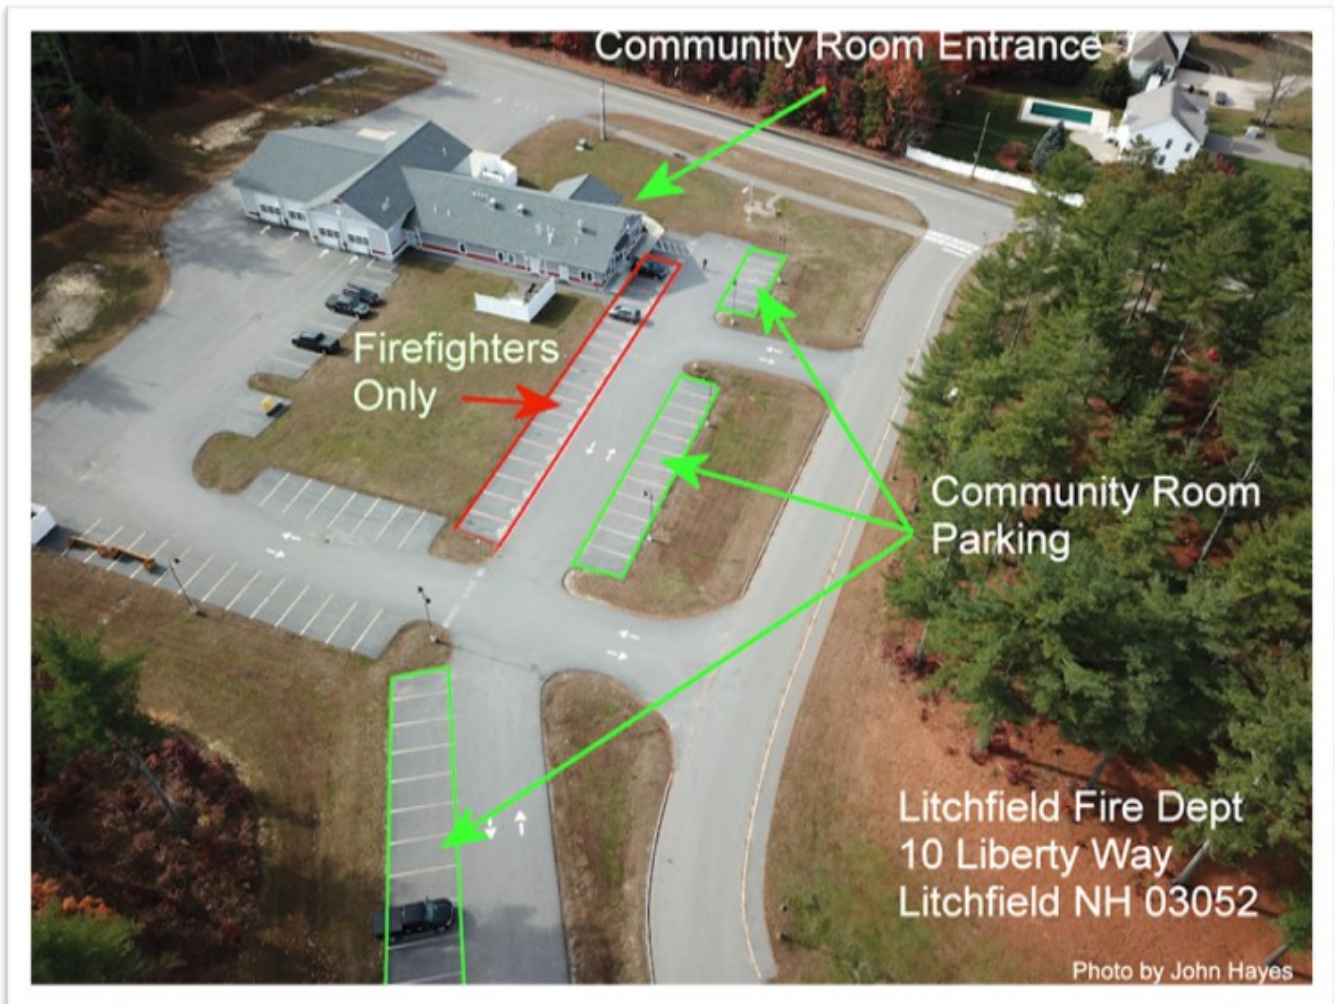 Community Room Entrance
Firefighters
Only
Community Room
Parking
Litchfield Fire Dept
10 Liberty Way
Litchfield NH 03052
Photo by John Hayes